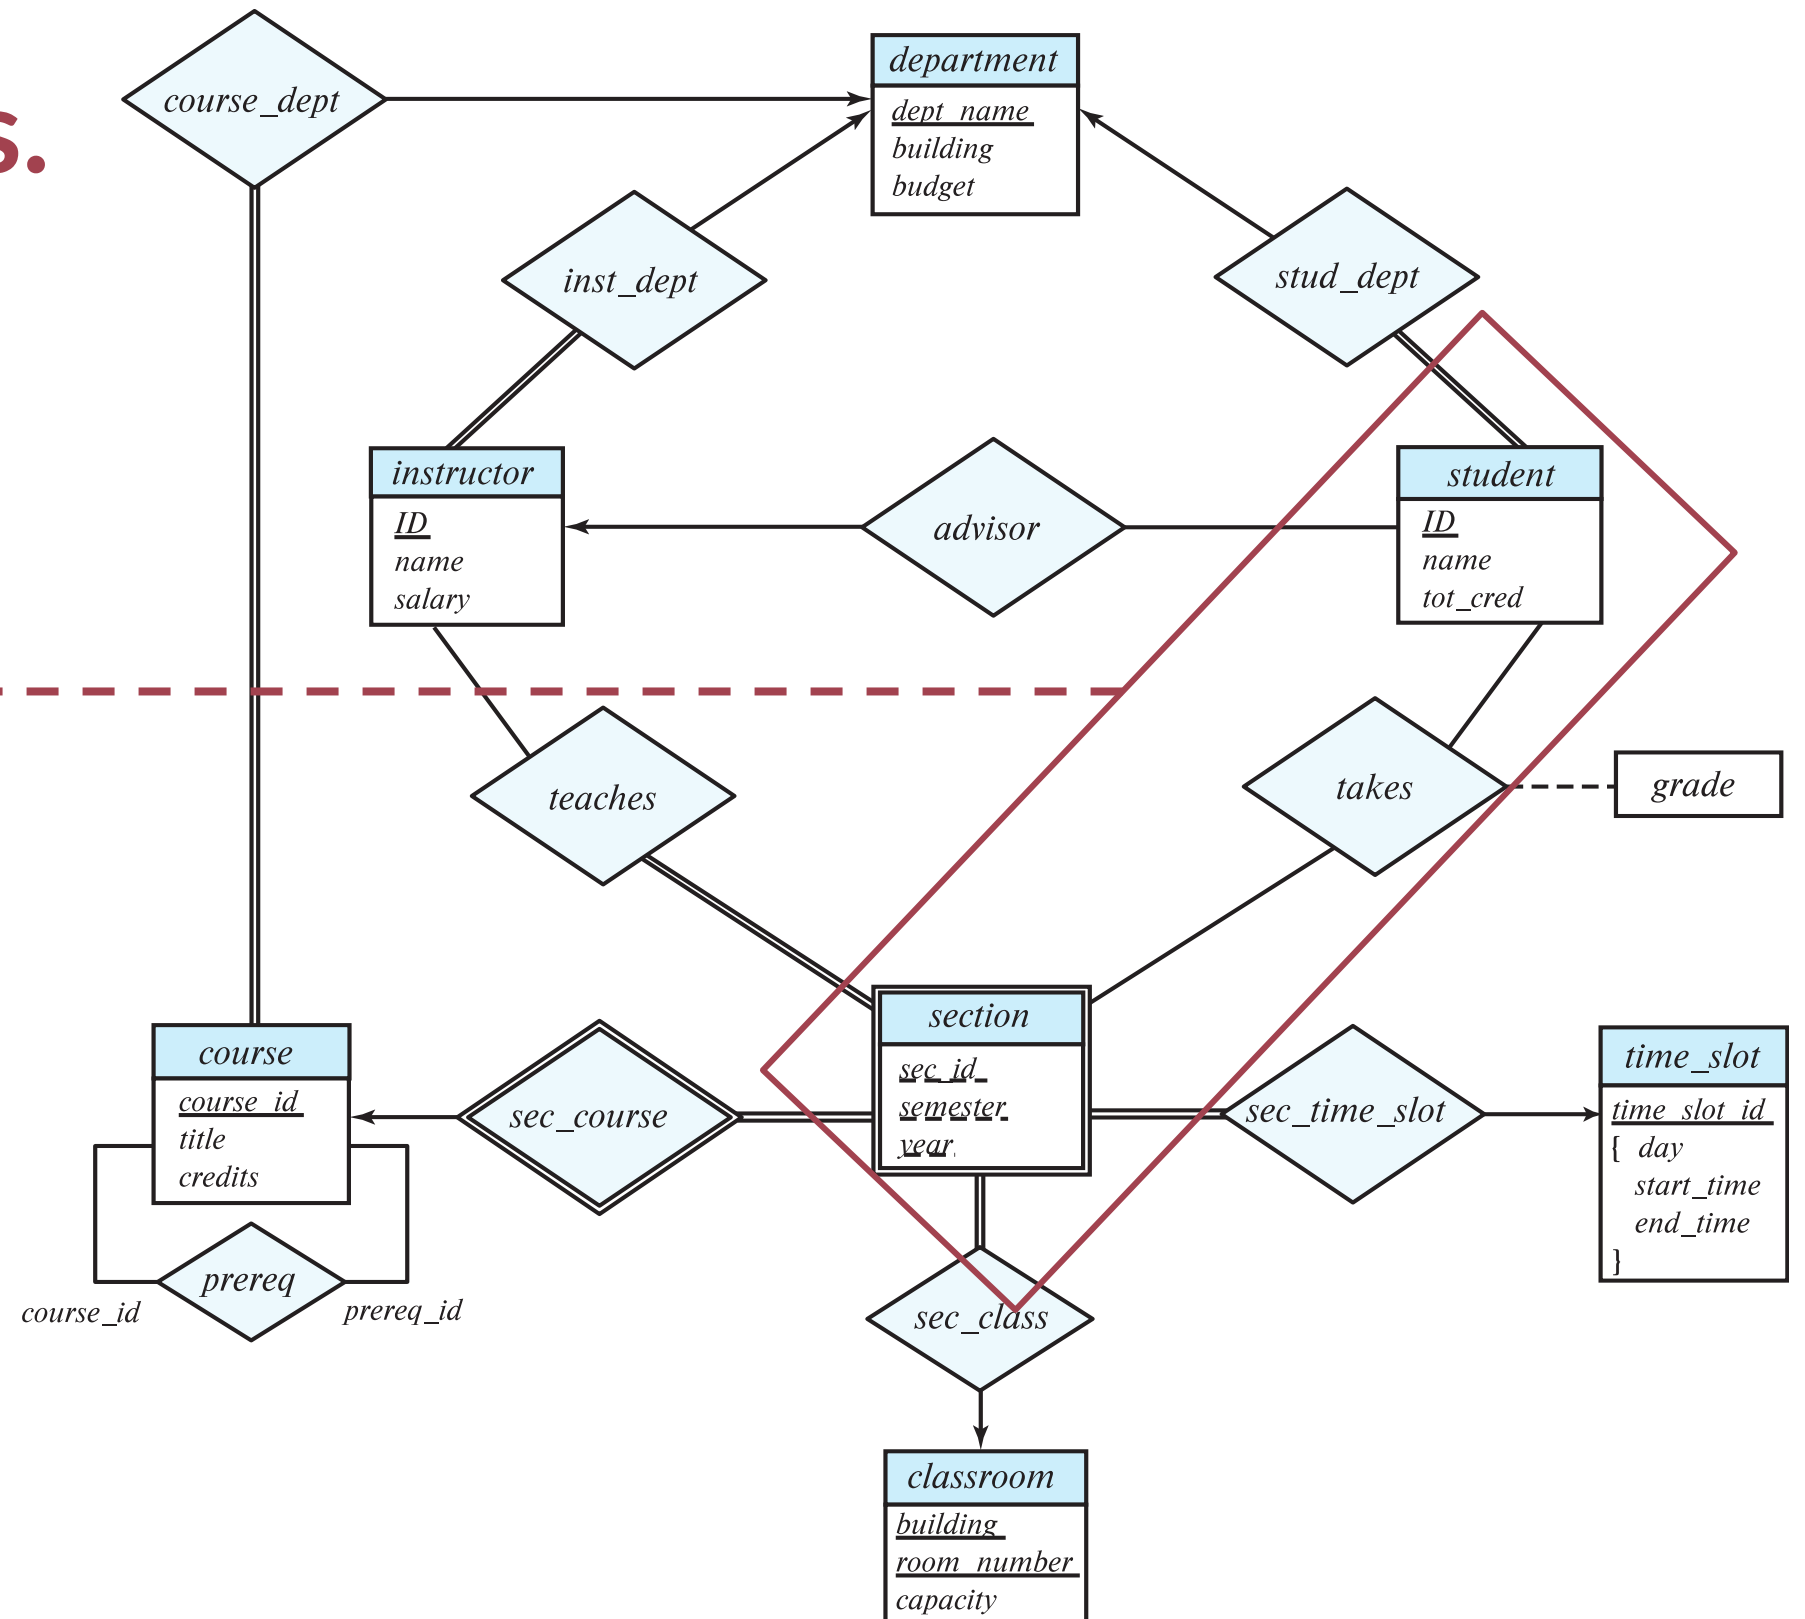 course_dept
department
dept_name
building
budget
s.
inst_dept
stud_dept
instructor
ID
name
salary
advisor
student
ID
name
tot_cred
teaches
takes
grade
course
course_id
title
credits
sec_course
section
sec_id
semester
year
sec_time_slot
time_slot
time_slot_id
{ day
start_time
end_time
}
prereq
course_id
prereq_id
sec_class
classroom
building
room_number
capacity